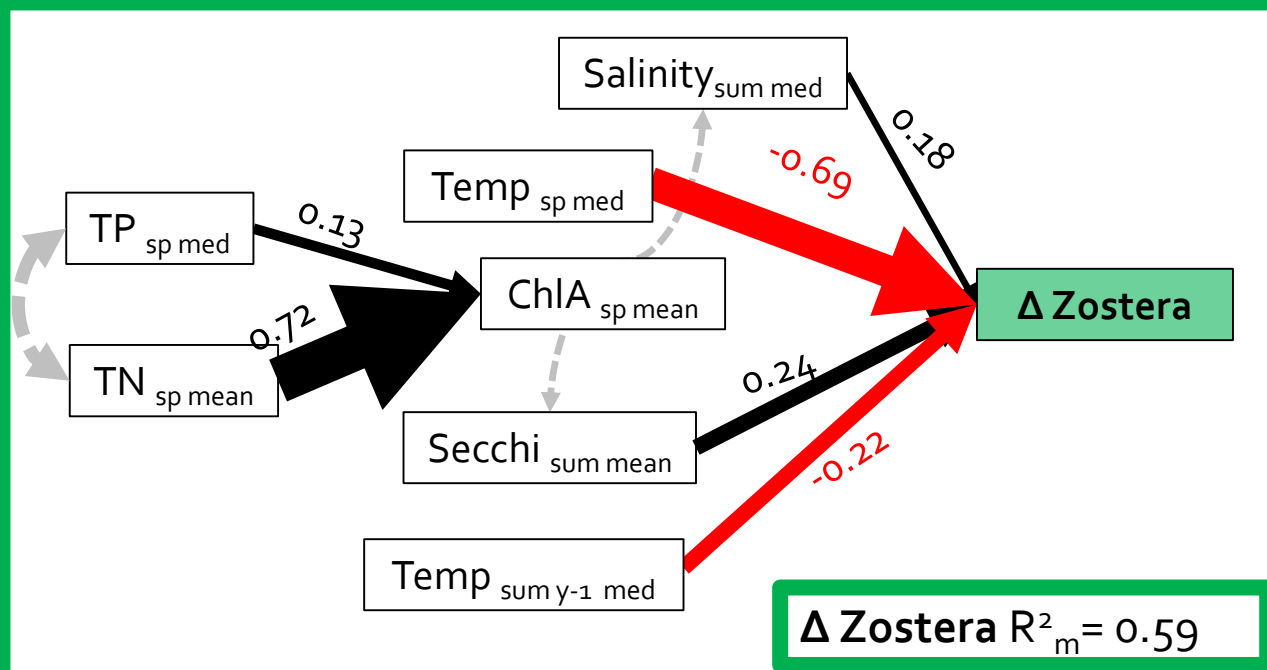 Salinity sum med
0.18
-0.69
Temp sp med
TP sp med
0.13
ChlA sp mean
Δ Zostera
0.72
TN sp mean
0.24
Secchi sum mean
-0.22
Temp sum y-1 med
Δ Zostera R²m= 0.59